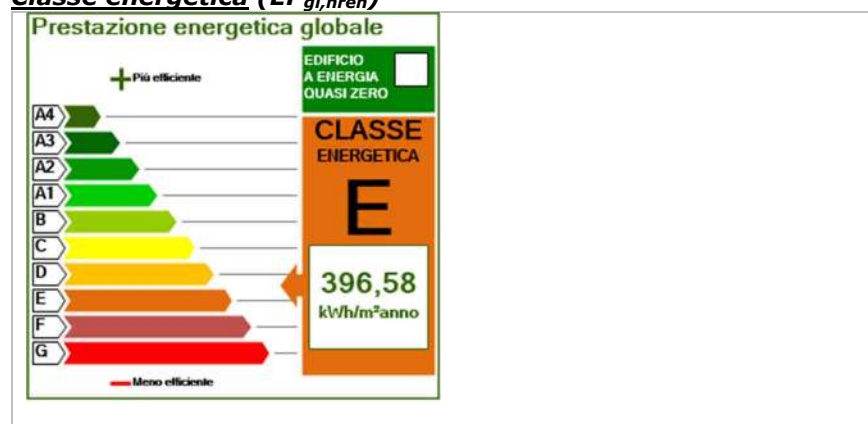 Classe energetica (EP gl,nren)
Prestazione energetica globale
Più efficiente
EDIFICIO
A ENERGIA
QUASI ZERO
A4
A3
A2
A1
B
C
D
E
F
G
CLASSE
ENERGETICA
E
396,58
kWh/m²anno
Meno efficiente